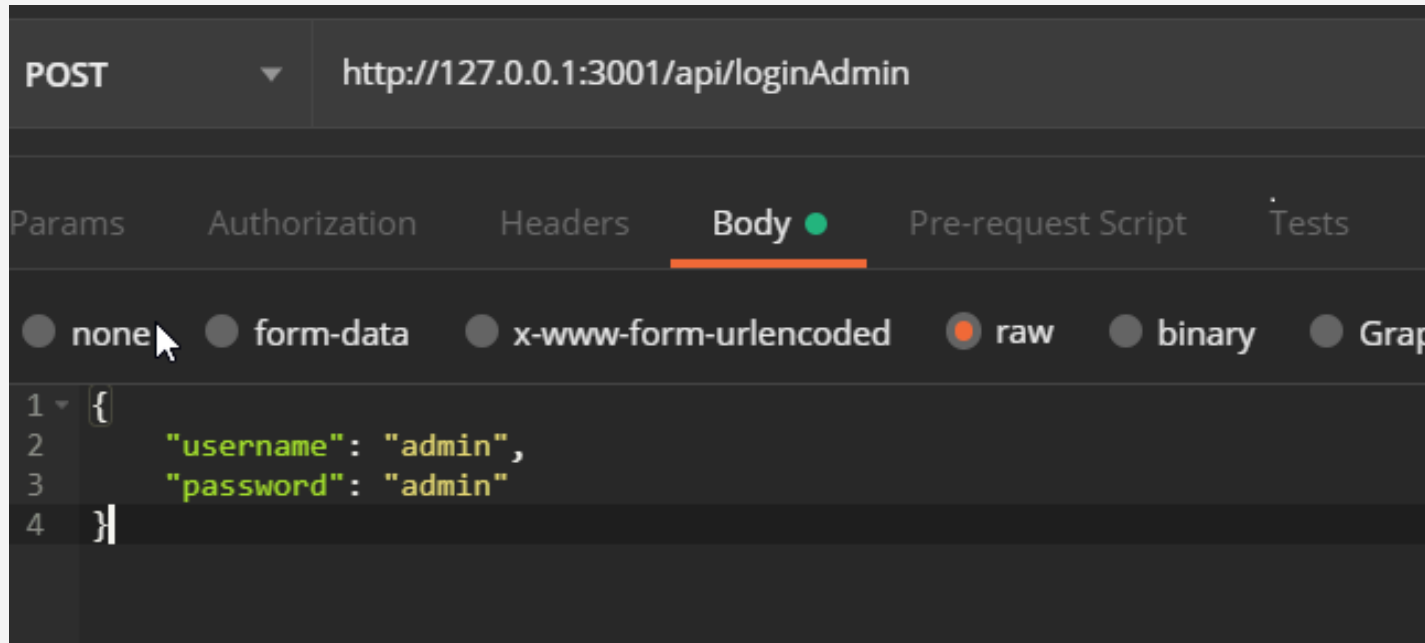 POST http://127.0.0.1:3001/api/loginAdmin
Params Authorization Headers Body Pre-request Script Tests
none form-data x-www-form-urlencoded raw binary Grap
1 {
2 "username": "admin",
3 "password": "admin"
4 }